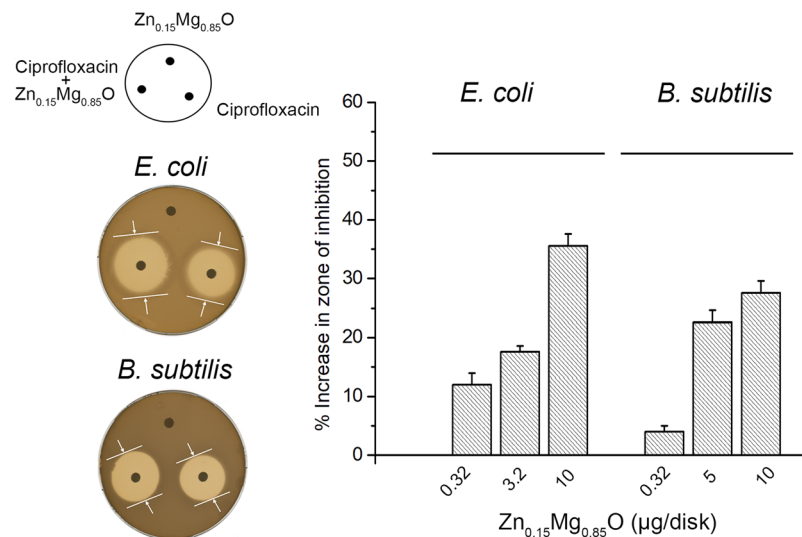 Zn₀.₁₅Mg₀.₈₅O
Ciprofloxacin
+
Zn₀.₁₅Mg₀.₈₅O
Ciprofloxacin
E. coli
B. subtilis
E. coli
B. subtilis
% Increase in zone of inhibition
60
50
40
30
20
10
0
0.32
3.2
10
0.32
5
10
Zn₀.₁₅Mg₀.₈₅O (µg/disk)